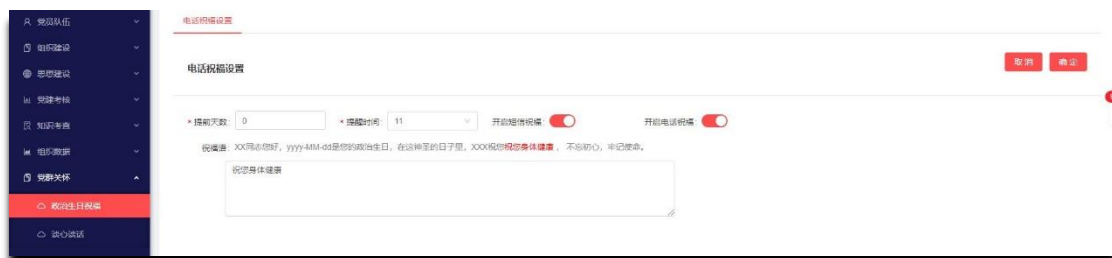 党员队伍
组织建设
思想建设
党建考核
知识考查
组织数据
党群关怀
政治生日祝福
谈心谈话
电话祝福设置
电话祝福设置
取消 确定
* 提前天数: 0 * 提醒时间: 11 开启短信祝福: 开启电话祝福:
祝福语: XX同志您好，yyyy-MM-dd是您的政治生日，在这神圣的日子里，XXX祝您祝您身体健康， 不忘初心，牢记使命。
祝您身体健康